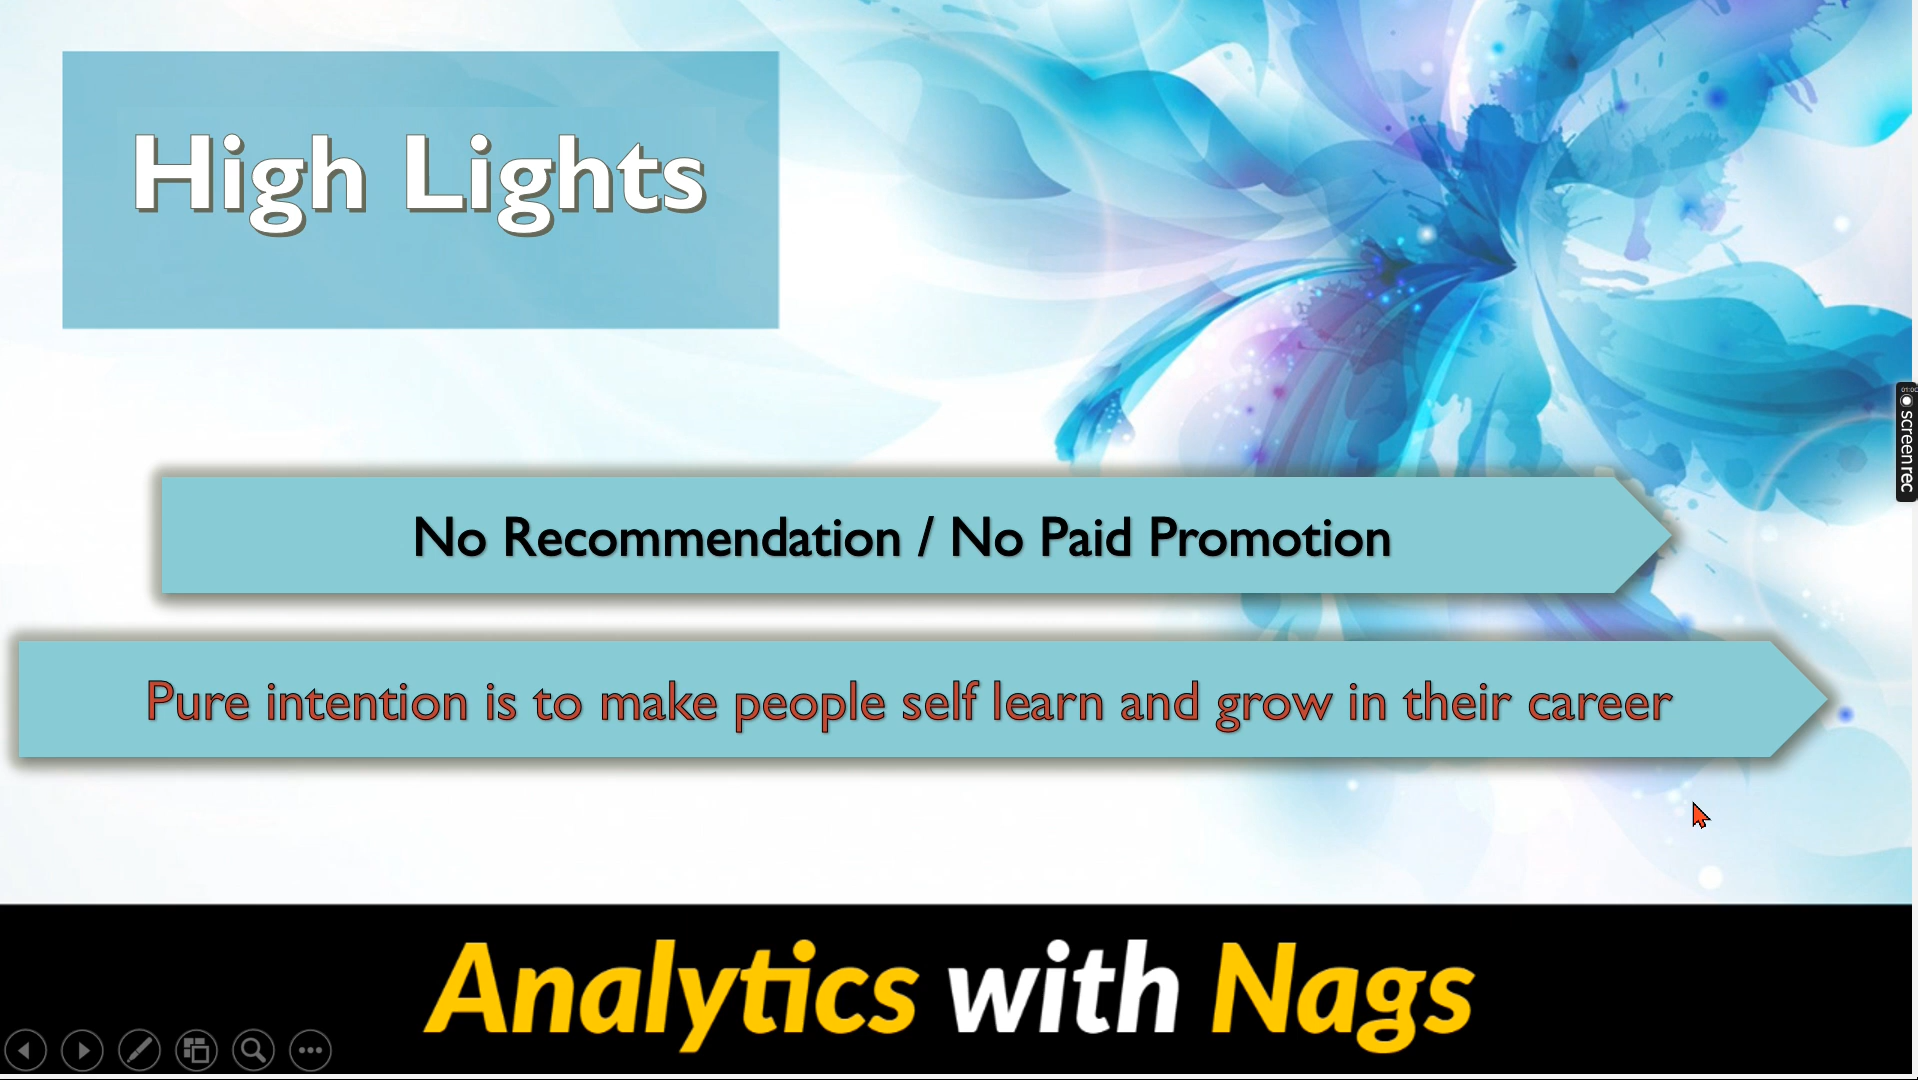 High Lights
No Recommendation / No Paid Promotion
Pure intention is to make people self learn and grow in their career
Analytics with Nags
screenrec